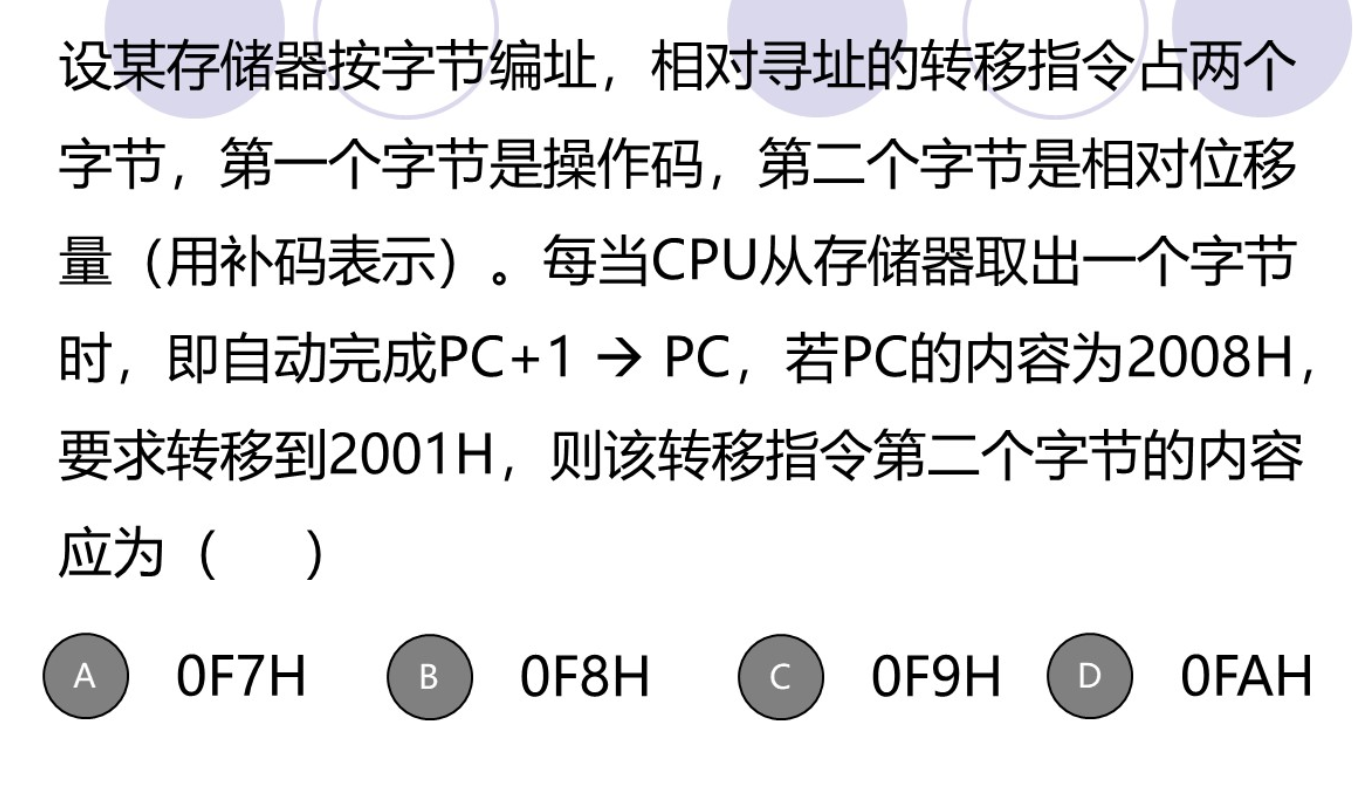 设某存储器按字节编址，相对寻址的转移指令占两个
字节，第一个字节是操作码，第二个字节是相对位移
量（用补码表示）。每当CPU从存储器取出一个字节
时，即自动完成PC+1 → PC，若PC的内容为2008H，
要求转移到2001H，则该转移指令第二个字节的内容
应为（ ）
A 0F7H B 0F8H C 0F9H D 0FAH